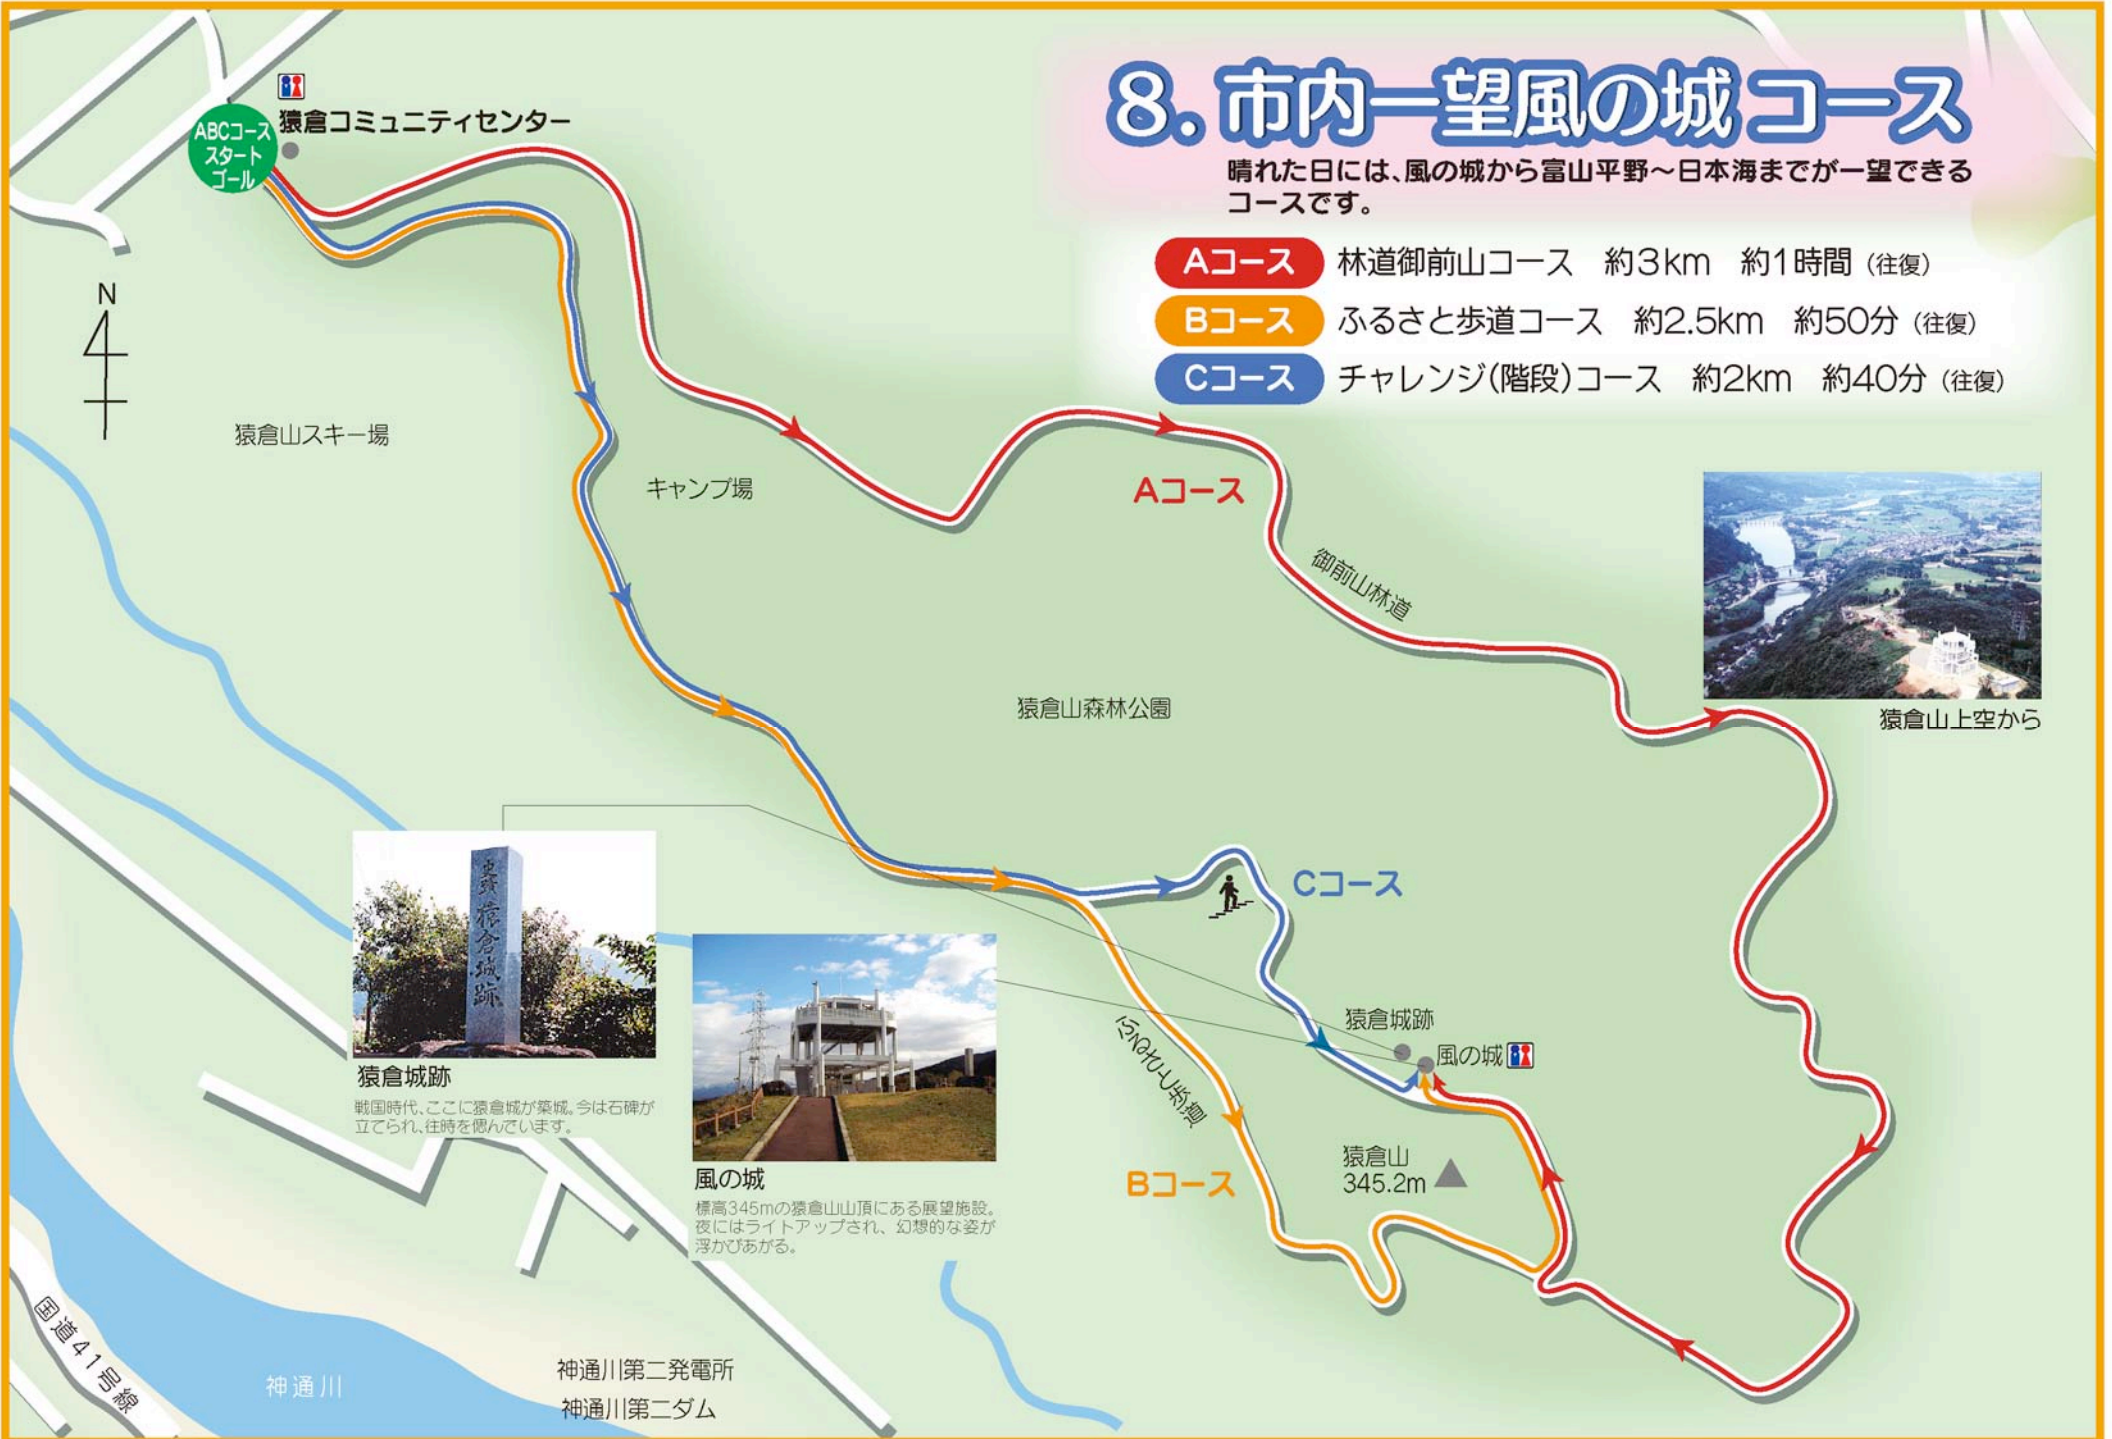 8. 市内一望風の城 コース
晴れた日には、風の城から富山平野～日本海までが一望できる
コースです。
Aコース 林道御前山コース 約3km 約1時間 (往復)
Bコース ふるさと歩道コース 約2.5km 約50分 (往復)
Cコース チャレンジ(階段)コース 約2km 約40分 (往復)
ABCコース
スタート
ゴール
猿倉コミュニティセンター
N
猿倉山スキー場
キャンプ場
Aコース
御前山林道
猿倉山上空から
猿倉山森林公園
Cコース
史蹟 猿倉城跡
猿倉城跡
戦国時代、ここに猿倉城が築城。今は石碑が
立てられ、往時を偲んでいます。
風の城
標高345mの猿倉山山頂にある展望施設。
夜にはライトアップされ、幻想的な姿が
浮かびあがる。
ふるさと歩道
Bコース
猿倉城跡
風の城
猿倉山
345.2m
国道41号線
神通川
神通川第二発電所
神通川第二ダム